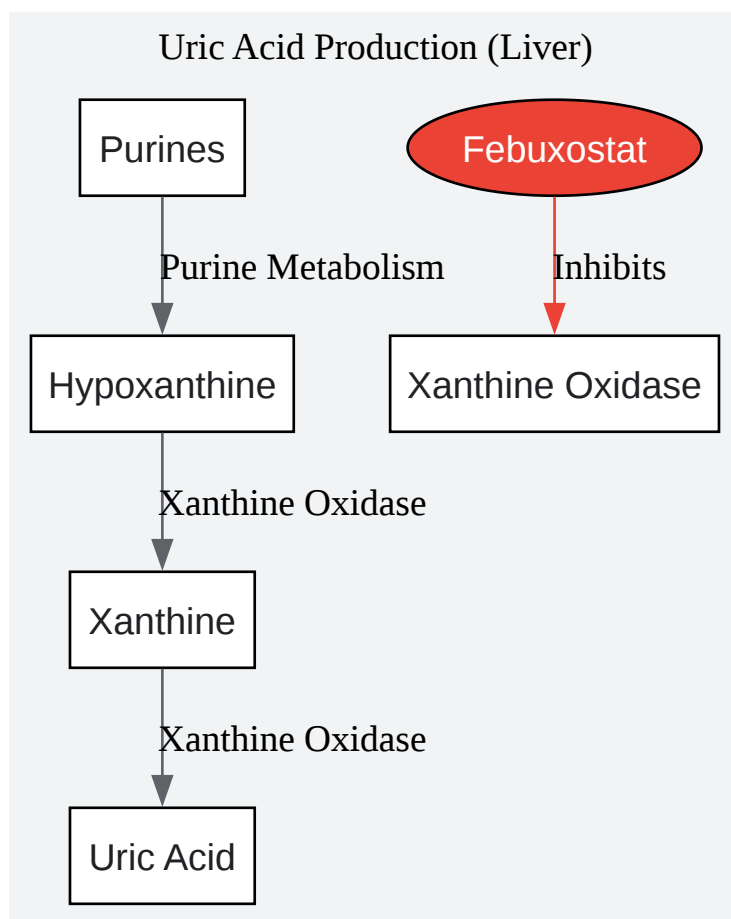 Uric Acid Production (Liver)
Purines
Febuxostat
Purine Metabolism
Inhibits
Hypoxanthine
Xanthine Oxidase
Xanthine Oxidase
Xanthine
Xanthine Oxidase
Uric Acid